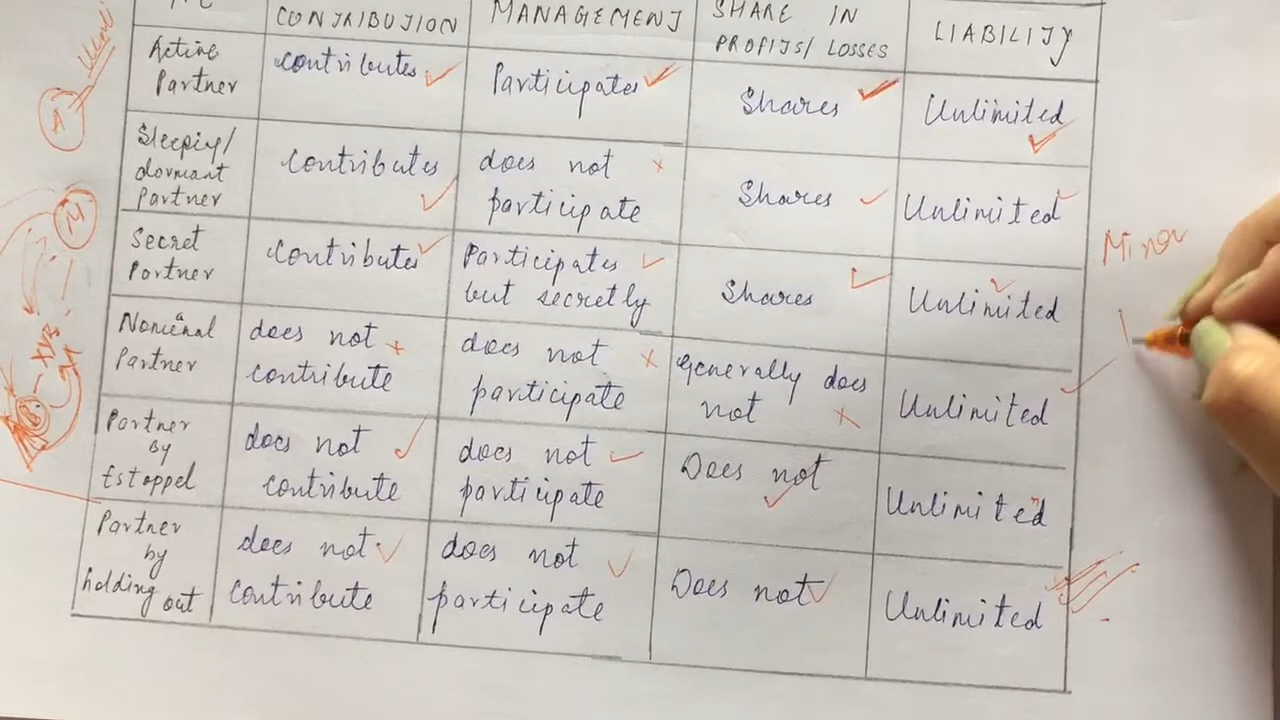 CONTRIBUTION
MANAGEMENT
SHARE IN
PROFITS/ LOSSES
LIABILITY
Active
Partner
contributes
Participates
Shares
Unlimited
Sleeping/
dormant
Partner
contributes
does not
participate
Shares
Unlimited
Secret
Partner
contributes
Participates
but secretly
Shares
Unlimited
Nominal
Partner
does not
contribute
does not
participate
generally does
not
Unlimited
Partner
By
Estoppel
does not
contribute
does not
participate
Does not
Unlimited
Partner
by
holding out
does not
contribute
does not
participate
Does not
Unlimited
Minor
A
M
XYZ